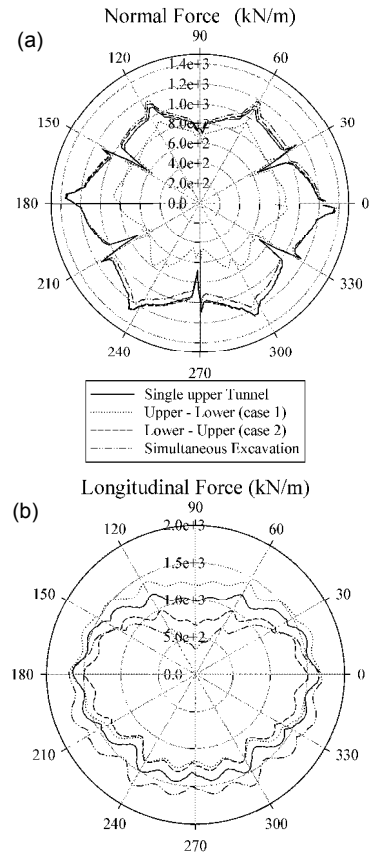 Normal Force (kN/m)
(a)
90
120
60
1.4e+3
1.2e+3
1.0e+3
8.0e+2
6.0e+2
4.0e+2
2.0e+2
0.0
150
30
180
0
210
330
240
300
270
Single upper Tunnel
Upper - Lower (case 1)
Lower - Upper (case 2)
Simultaneous Excavation
Longitudinal Force (kN/m)
(b)
90
2.0e+3
120
60
1.5e+3
1.0e+3
5.0e+2
0.0
150
30
180
0
210
330
240
300
270